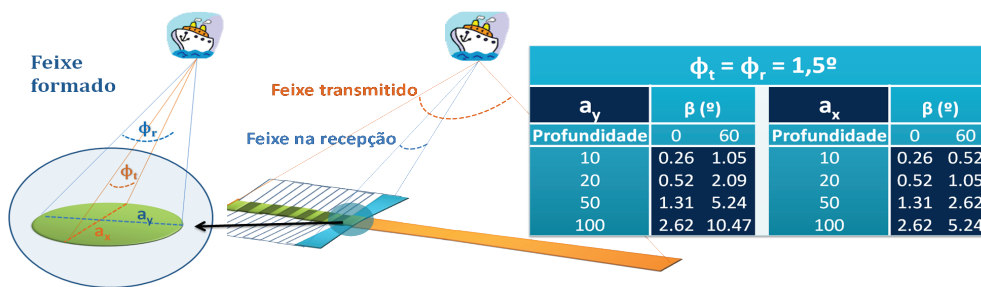 Feixe
formado
ϕr
ϕt
ay
ax
Feixe transmitido
Feixe na recepção
ϕt = ϕr = 1,5º
ay β (º)
Profundidade 0 60
10 0.26 1.05
20 0.52 2.09
50 1.31 5.24
100 2.62 10.47
ax β (º)
Profundidade 0 60
10 0.26 0.52
20 0.52 1.05
50 1.31 2.62
100 2.62 5.24